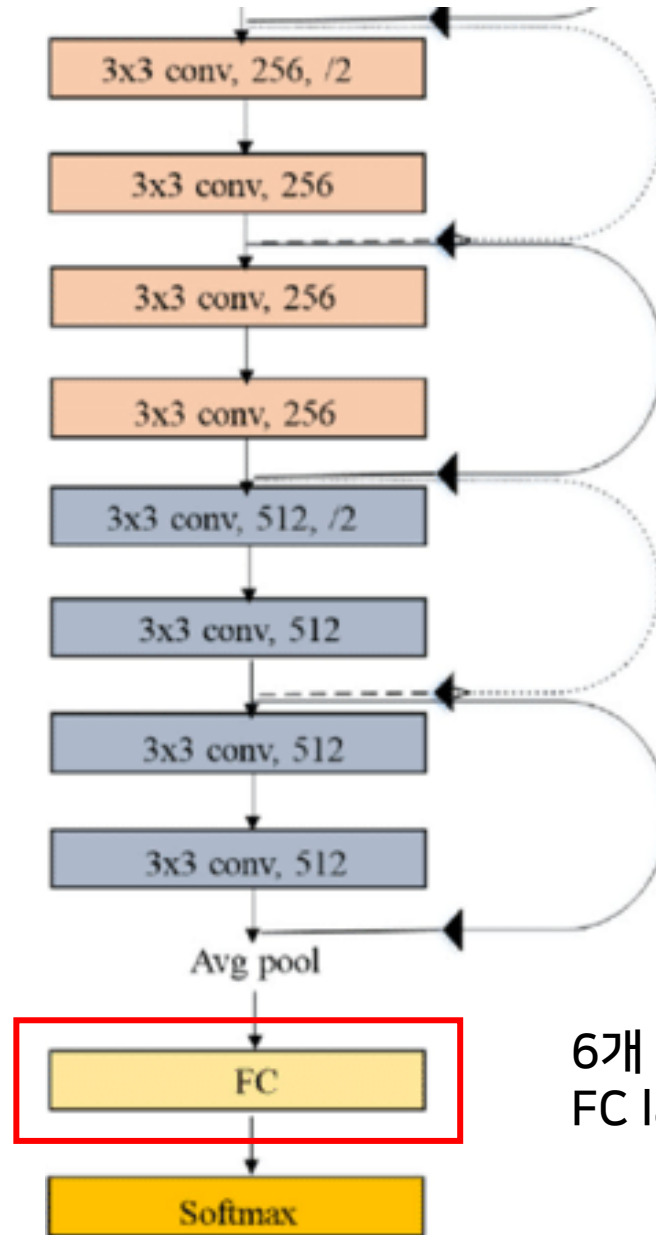 3x3 conv, 256, /2
3x3 conv, 256
3x3 conv, 256
3x3 conv, 256
3x3 conv, 512, /2
3x3 conv, 512
3x3 conv, 512
3x3 conv, 512
Avg pool
FC
6개
FC
Softmax